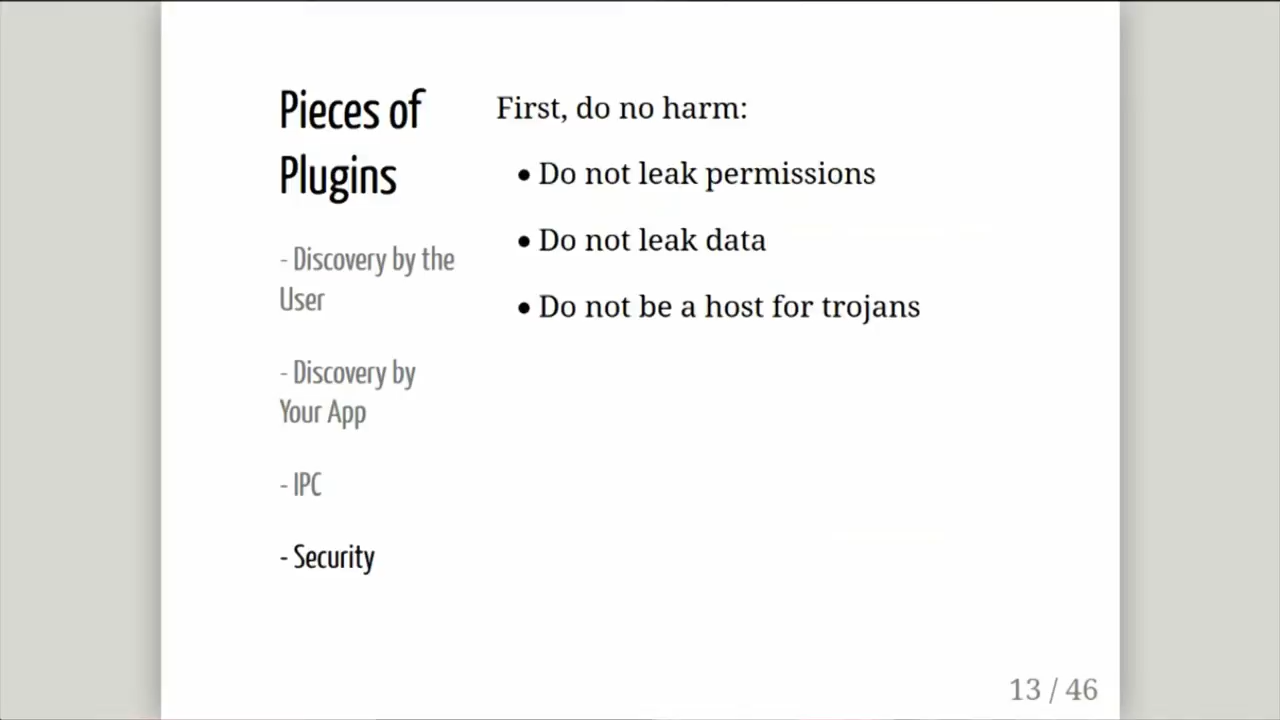 Pieces of
Plugins
- Discovery by the
User
- Discovery by
Your App
- IPC
- Security
First, do no harm:
• Do not leak permissions
• Do not leak data
• Do not be a host for trojans
13 / 46